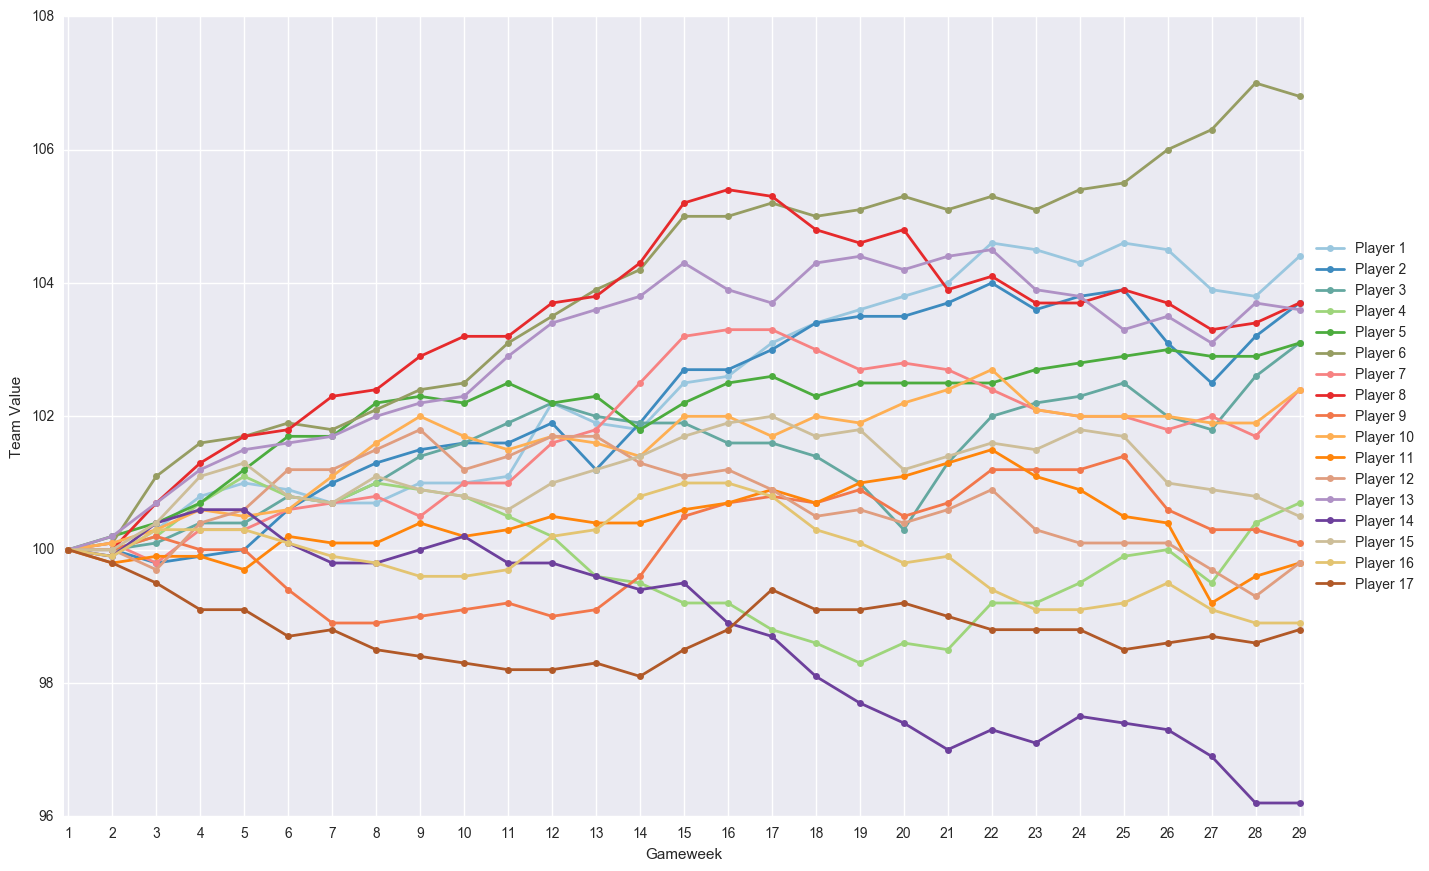 108
106
104
102
100
98
96
Team Value
1 2 3 4 5 6 7 8 9 10 11 12 13 14 15 16 17 18 19 20 21 22 23 24 25 26 27 28 29
Gameweek
Player 1
Player 2
Player 3
Player 4
Player 5
Player 6
Player 7
Player 8
Player 9
Player 10
Player 11
Player 12
Player 13
Player 14
Player 15
Player 16
Player 17